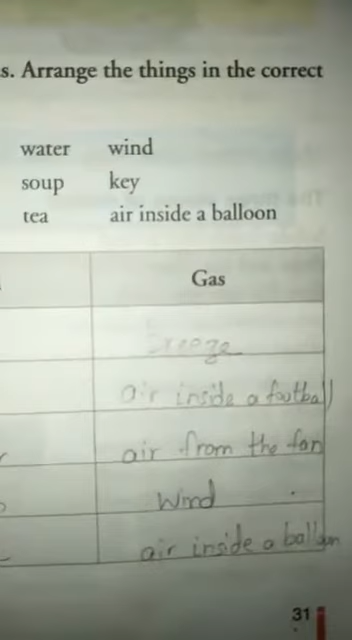 s. Arrange the things in the correct
water wind
soup key
tea air inside a balloon
Gas
breeze
air inside a football
air from the fan
Wind
air inside a balloon
31